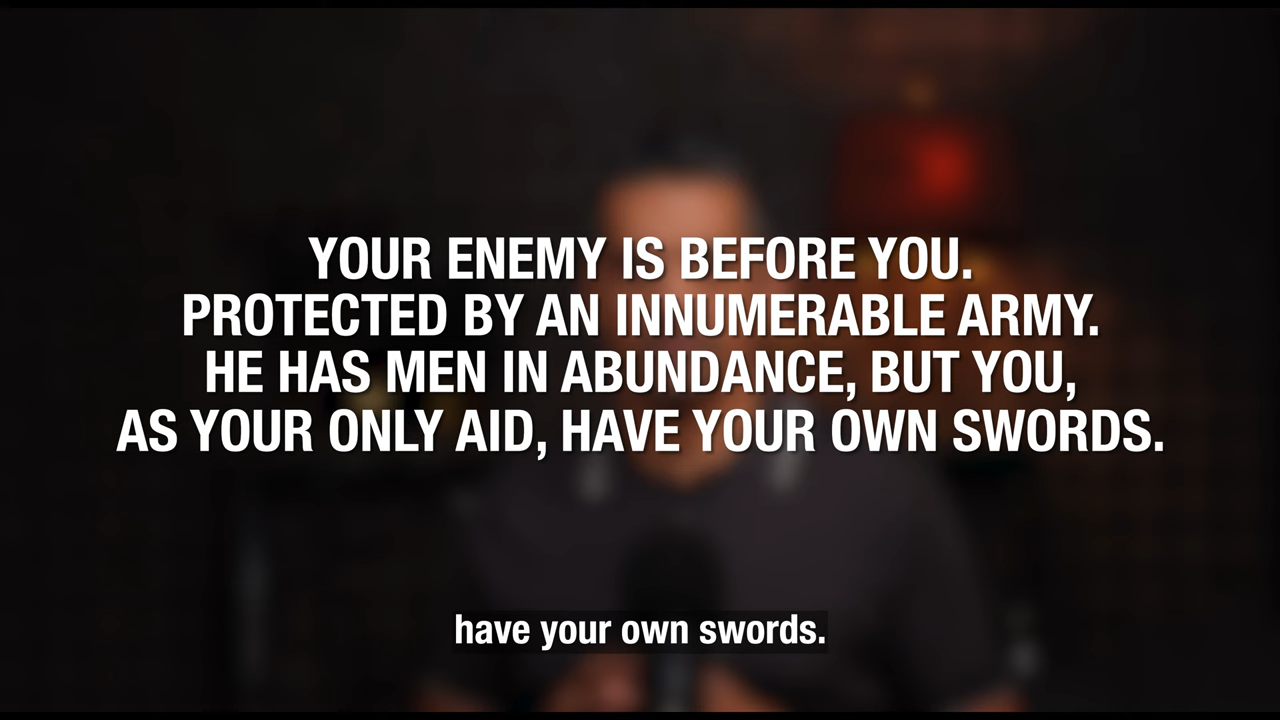 YOUR ENEMY IS BEFORE YOU.
PROTECTED BY AN INNUMERABLE ARMY.
HE HAS MEN IN ABUNDANCE, BUT YOU,
AS YOUR ONLY AID, HAVE YOUR OWN SWORDS.
have your own swords.